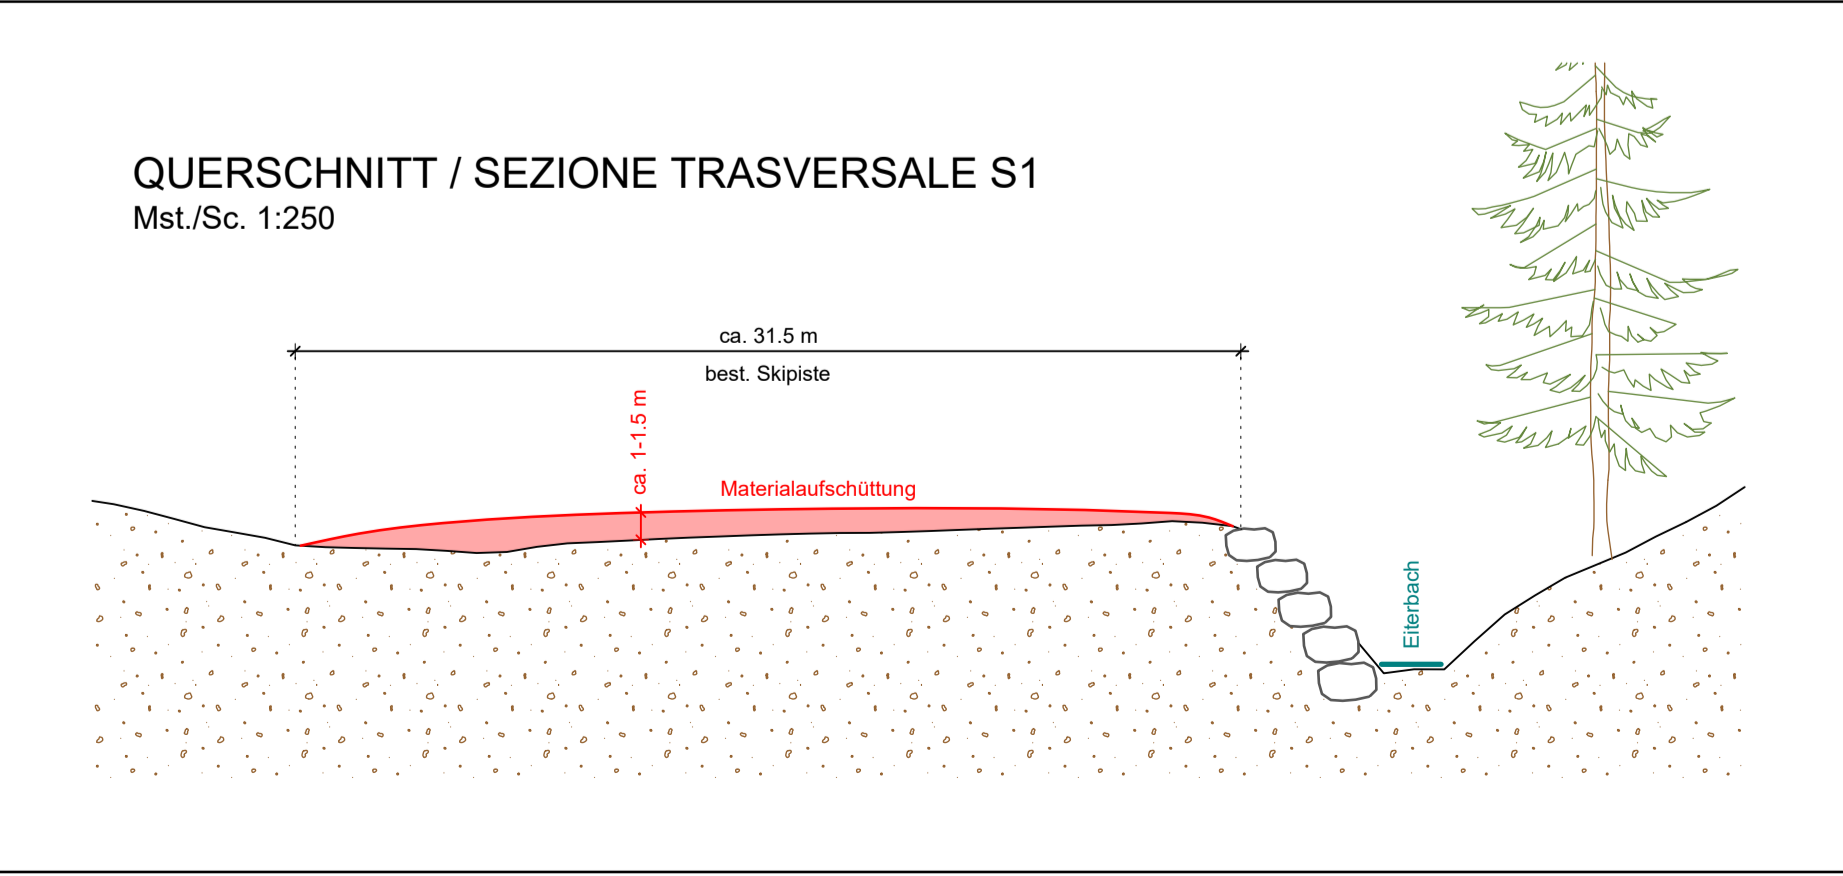 QUERSCHNITT / SEZIONE TRASVERSALE S1
Mst./Sc. 1:250
ca. 31.5 m
best. Skipiste
ca. 1-1.5 m
Materialaufschüttung
Eiterbach